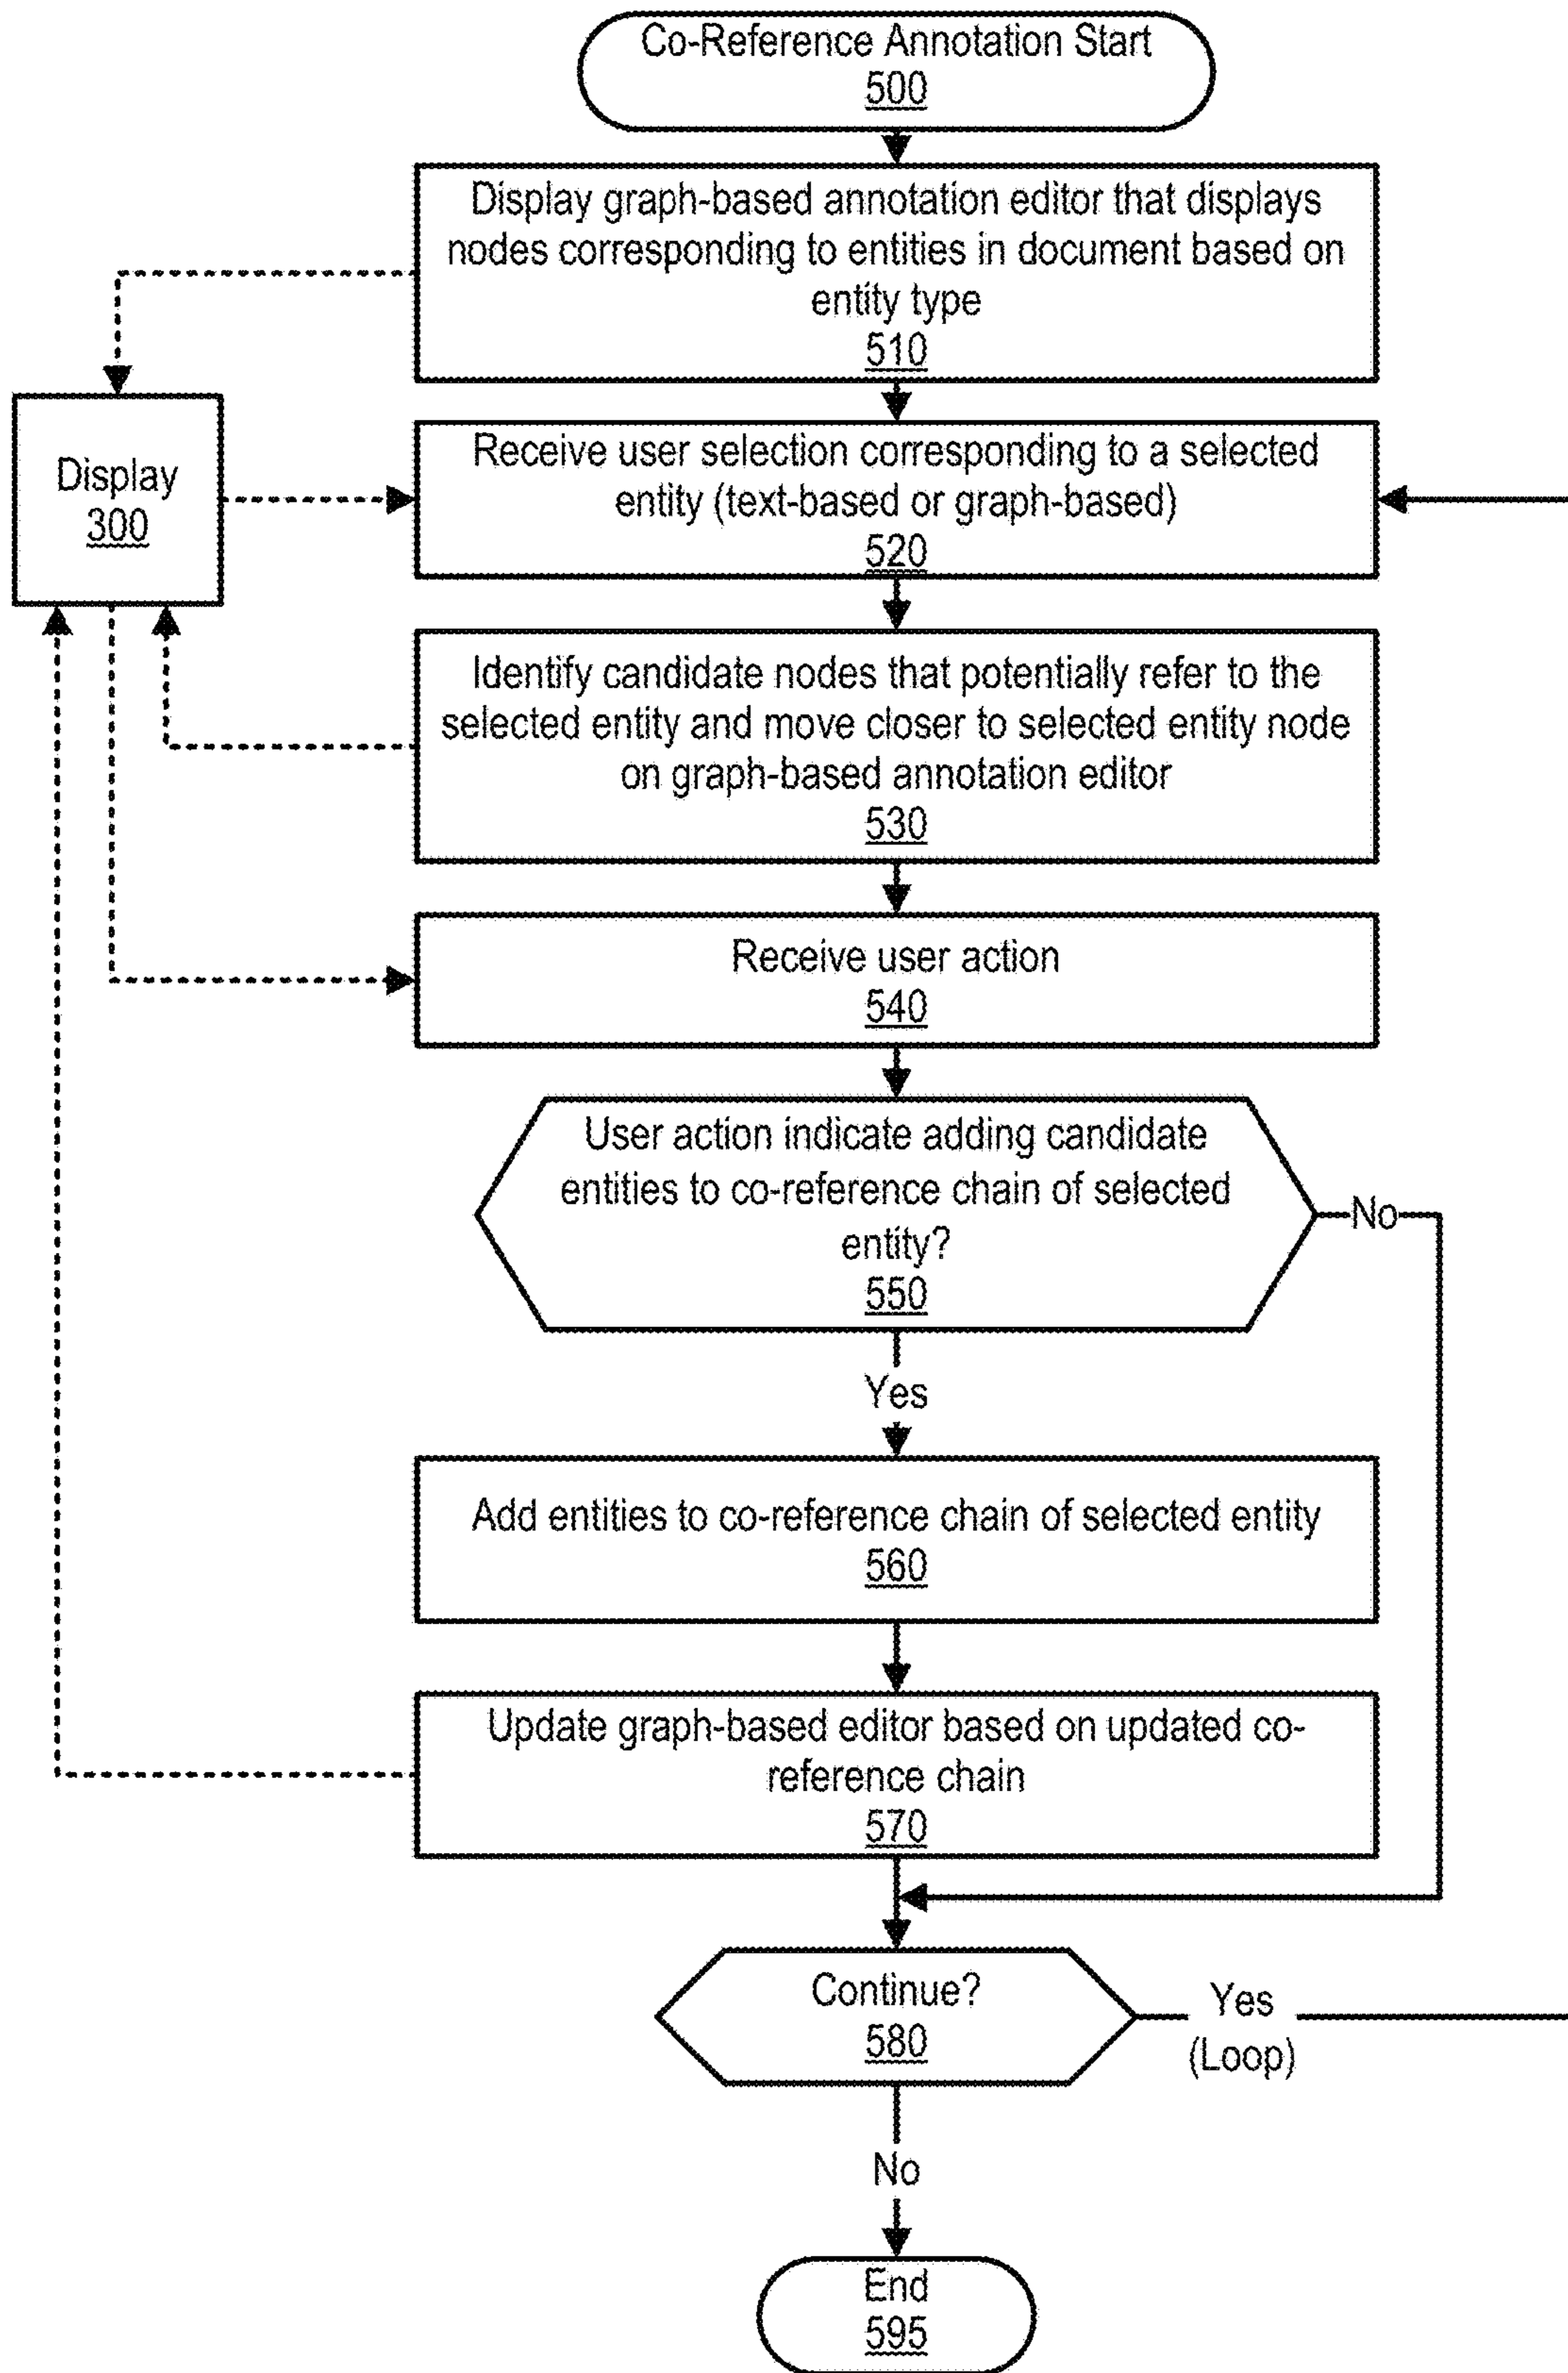 Co-Reference Annotation Start
500
Display graph-based annotation editor that displays
nodes corresponding to entities in document based on
entity type
510
Display
300
Receive user selection corresponding to a selected
entity (text-based or graph-based)
520
Identify candidate nodes that potentially refer to the
selected entity and move closer to selected entity node
on graph-based annotation editor
530
Receive user action
540
User action indicate adding candidate
entities to co-reference chain of selected
entity?
550
No
Yes
Add entities to co-reference chain of selected entity
560
Update graph-based editor based on updated co-
reference chain
570
Continue?
580
Yes
(Loop)
No
End
595